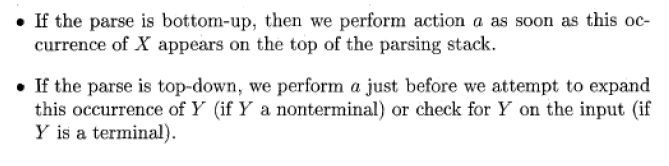 • If the parse is bottom-up, then we perform action a as soon as this oc-
currence of X appears on the top of the parsing stack.
• If the parse is top-down, we perform a just before we attempt to expand
this occurrence of Y (if Y a nonterminal) or check for Y on the input (if
Y is a terminal).